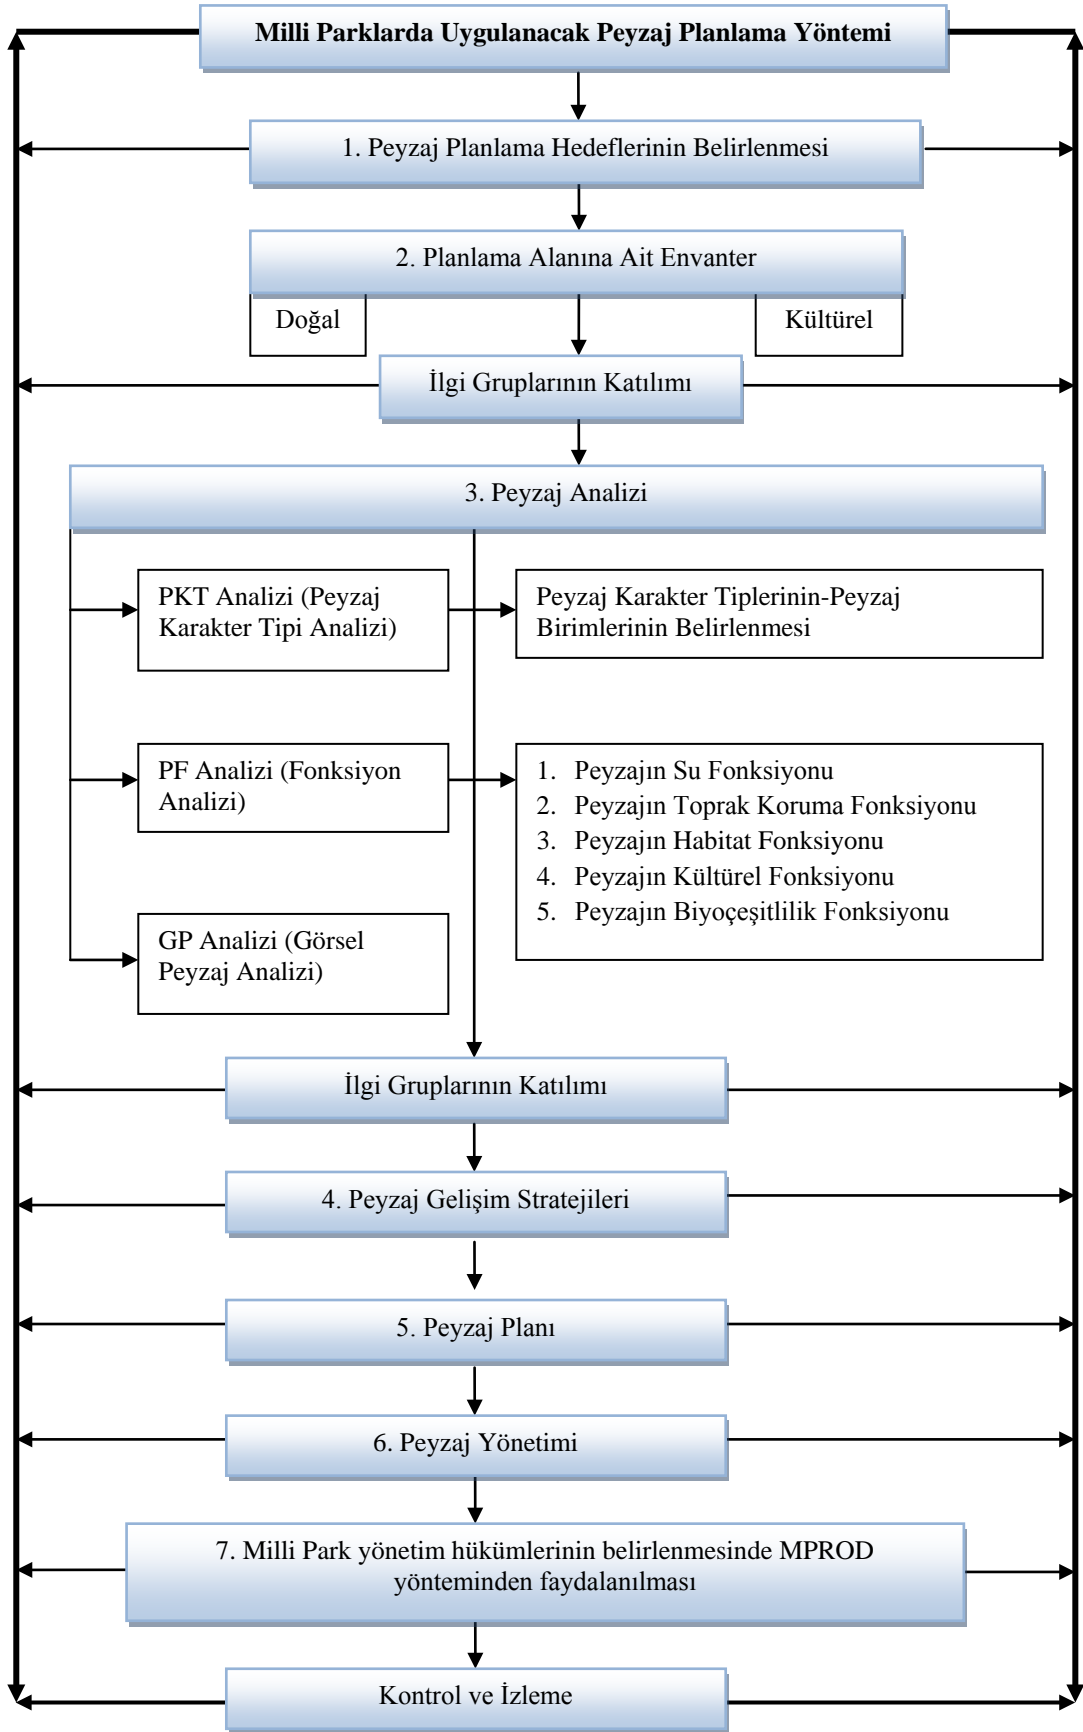 Milli Parklarda Uygulanacak Peyzaj Planlama Yöntemi
1. Peyzaj Planlama Hedeflerinin Belirlenmesi
2. Planlama Alanına Ait Envanter
Doğal
Kültürel
İlgi Gruplarının Katılımı
3. Peyzaj Analizi
PKT Analizi (Peyzaj
Karakter Tipi Analizi)
Peyzaj Karakter Tiplerinin-Peyzaj
Birimlerinin Belirlenmesi
PF Analizi (Fonksiyon
Analizi)
1. Peyzajın Su Fonksiyonu
2. Peyzajın Toprak Koruma Fonksiyonu
3. Peyzajın Habitat Fonksiyonu
4. Peyzajın Kültürel Fonksiyonu
5. Peyzajın Biyoçeşitlilik Fonksiyonu
GP Analizi (Görsel
Peyzaj Analizi)
İlgi Gruplarının Katılımı
4. Peyzaj Gelişim Stratejileri
5. Peyzaj Planı
6. Peyzaj Yönetimi
7. Milli Park yönetim hükümlerinin belirlenmesinde MPROD
yönteminden faydalanılması
Kontrol ve İzleme